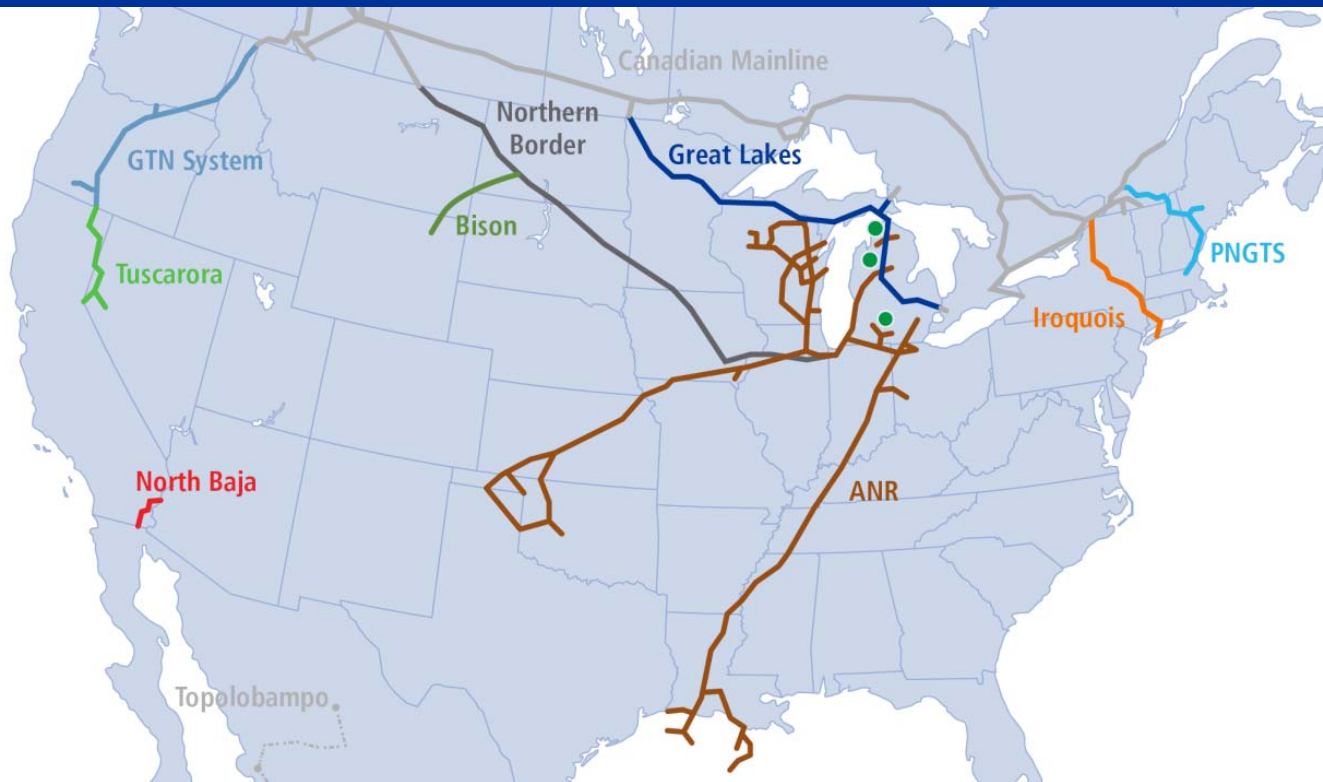 Canadian Mainline
Northern
Border
Great Lakes
GTN System
Bison
PNGTS
Tuscarora
Iroquois
North Baja
ANR
Topolobampo